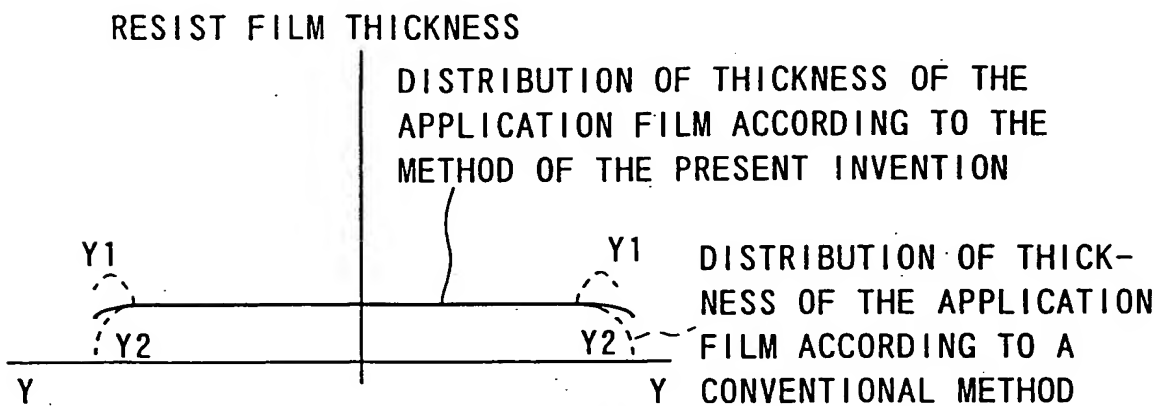 RESIST FILM THICKNESS
DISTRIBUTION OF THICKNESS OF THE
APPLICATION FILM ACCORDING TO THE
METHOD OF THE PRESENT INVENTION
Y1
Y1
DISTRIBUTION OF THICK-
NESS OF THE APPLICATION
FILM ACCORDING TO A
CONVENTIONAL METHOD
Y2
Y2
Y
Y